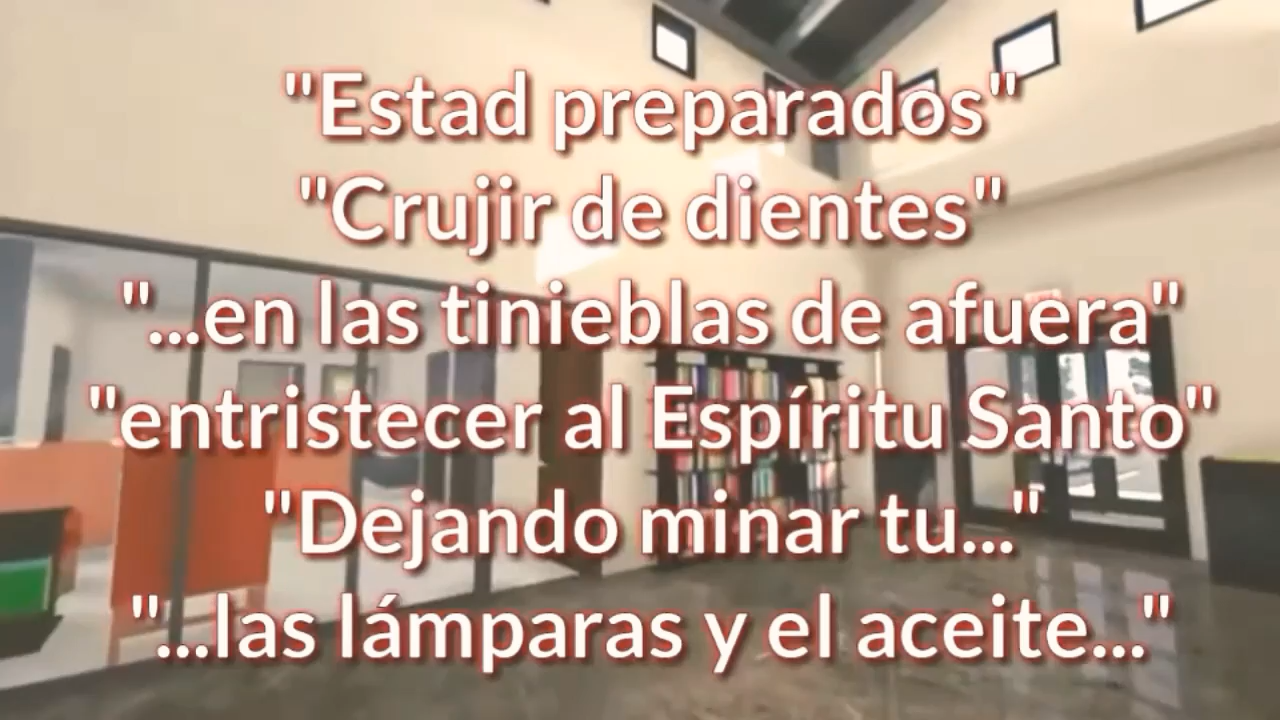 "Estad preparados"
"Crujir de dientes"
"...en las tinieblas de afuera"
"entristecer al Espíritu Santo"
"Dejando minar tu..."
"...las lámparas y el aceite..."